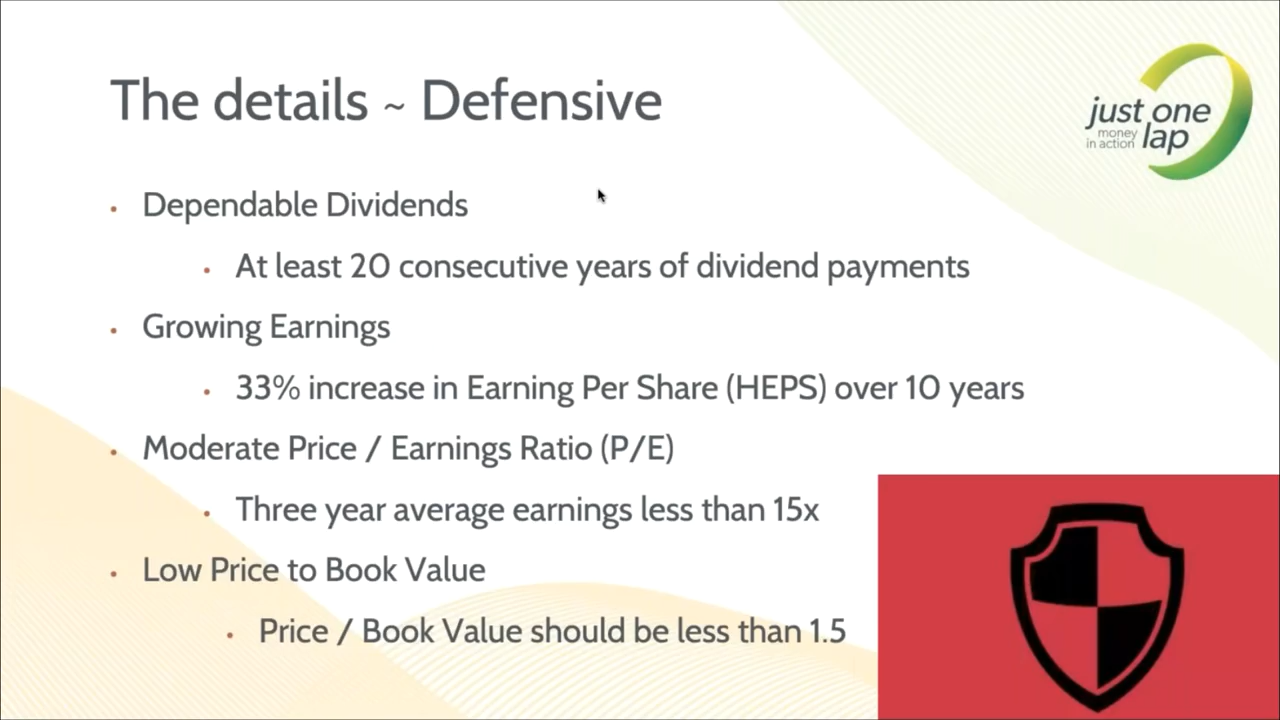 The details ~ Defensive
just one
money
in action lap
• Dependable Dividends
• At least 20 consecutive years of dividend payments
• Growing Earnings
• 33% increase in Earning Per Share (HEPS) over 10 years
• Moderate Price / Earnings Ratio (P/E)
• Three year average earnings less than 15x
• Low Price to Book Value
• Price / Book Value should be less than 1.5